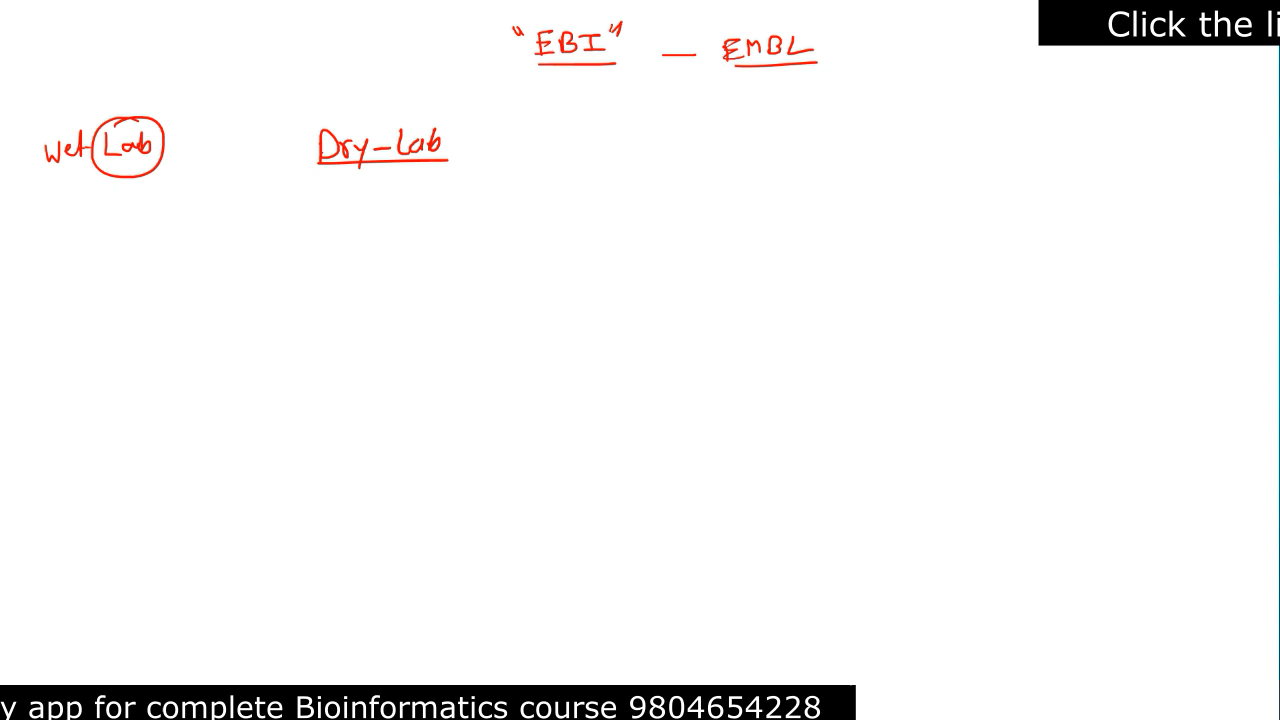 Click the li
"EBI" — EMBL
Wet Lab Dry-Lab
y app for complete Bioinformatics course 9804654228